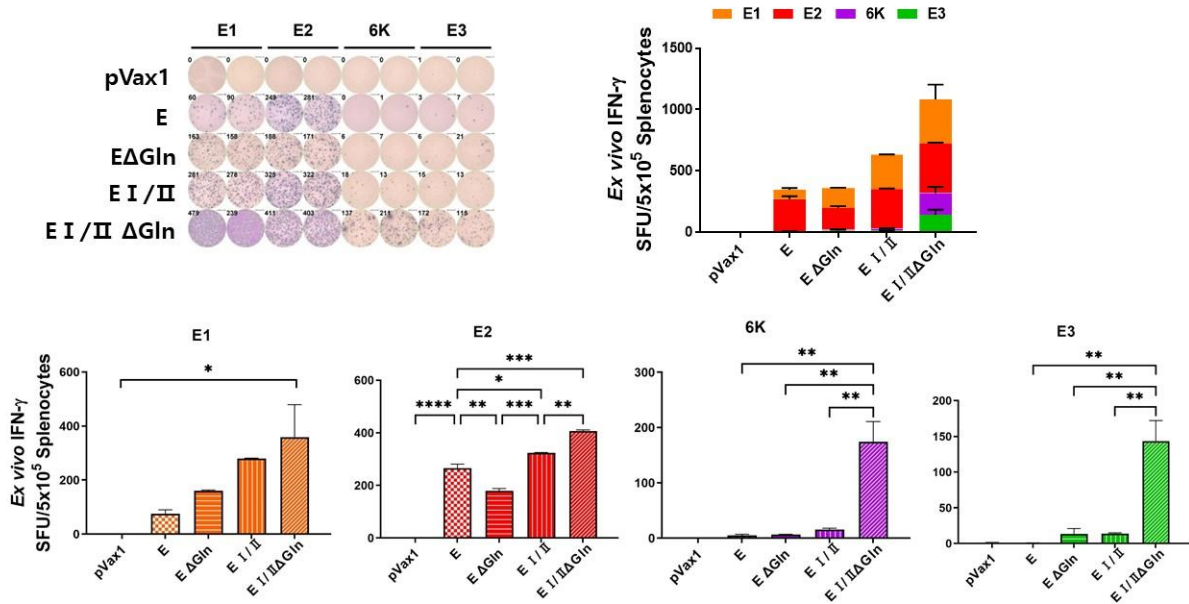 E1 E2 6K E3
pVax1
0 0 0 0 0 0 1 0
E
60 90 249 281 0 1 3 7
EΔGln
163 158 188 171 6 7 6 21
E Ⅰ/Ⅱ
281 278 325 322 18 13 15 13
E Ⅰ/Ⅱ ΔGln
479 239 411 403 137 211 172 115
E1 E2 6K E3
Ex vivo IFN-γ
SFU/5x10⁵ Splenocytes
1500
1000
500
0
pVax1 E E ΔGln E Ⅰ/Ⅱ E Ⅰ/ⅡΔGln
E1
Ex vivo IFN-γ
SFU/5x10⁵ Splenocytes
600
400
200
0
*
pVax1 E E ΔGln E Ⅰ/Ⅱ E Ⅰ/ⅡΔGln
E2
600
400
200
0
***
*
**** ** *** **
pVax1 E E ΔGln E Ⅰ/Ⅱ E Ⅰ/ⅡΔGln
6K
300
200
100
0
**
**
**
pVax1 E E ΔGln E Ⅰ/Ⅱ E Ⅰ/ⅡΔGln
E3
200
150
100
50
0
**
**
**
pVax1 E E ΔGln E Ⅰ/Ⅱ E Ⅰ/ⅡΔGln